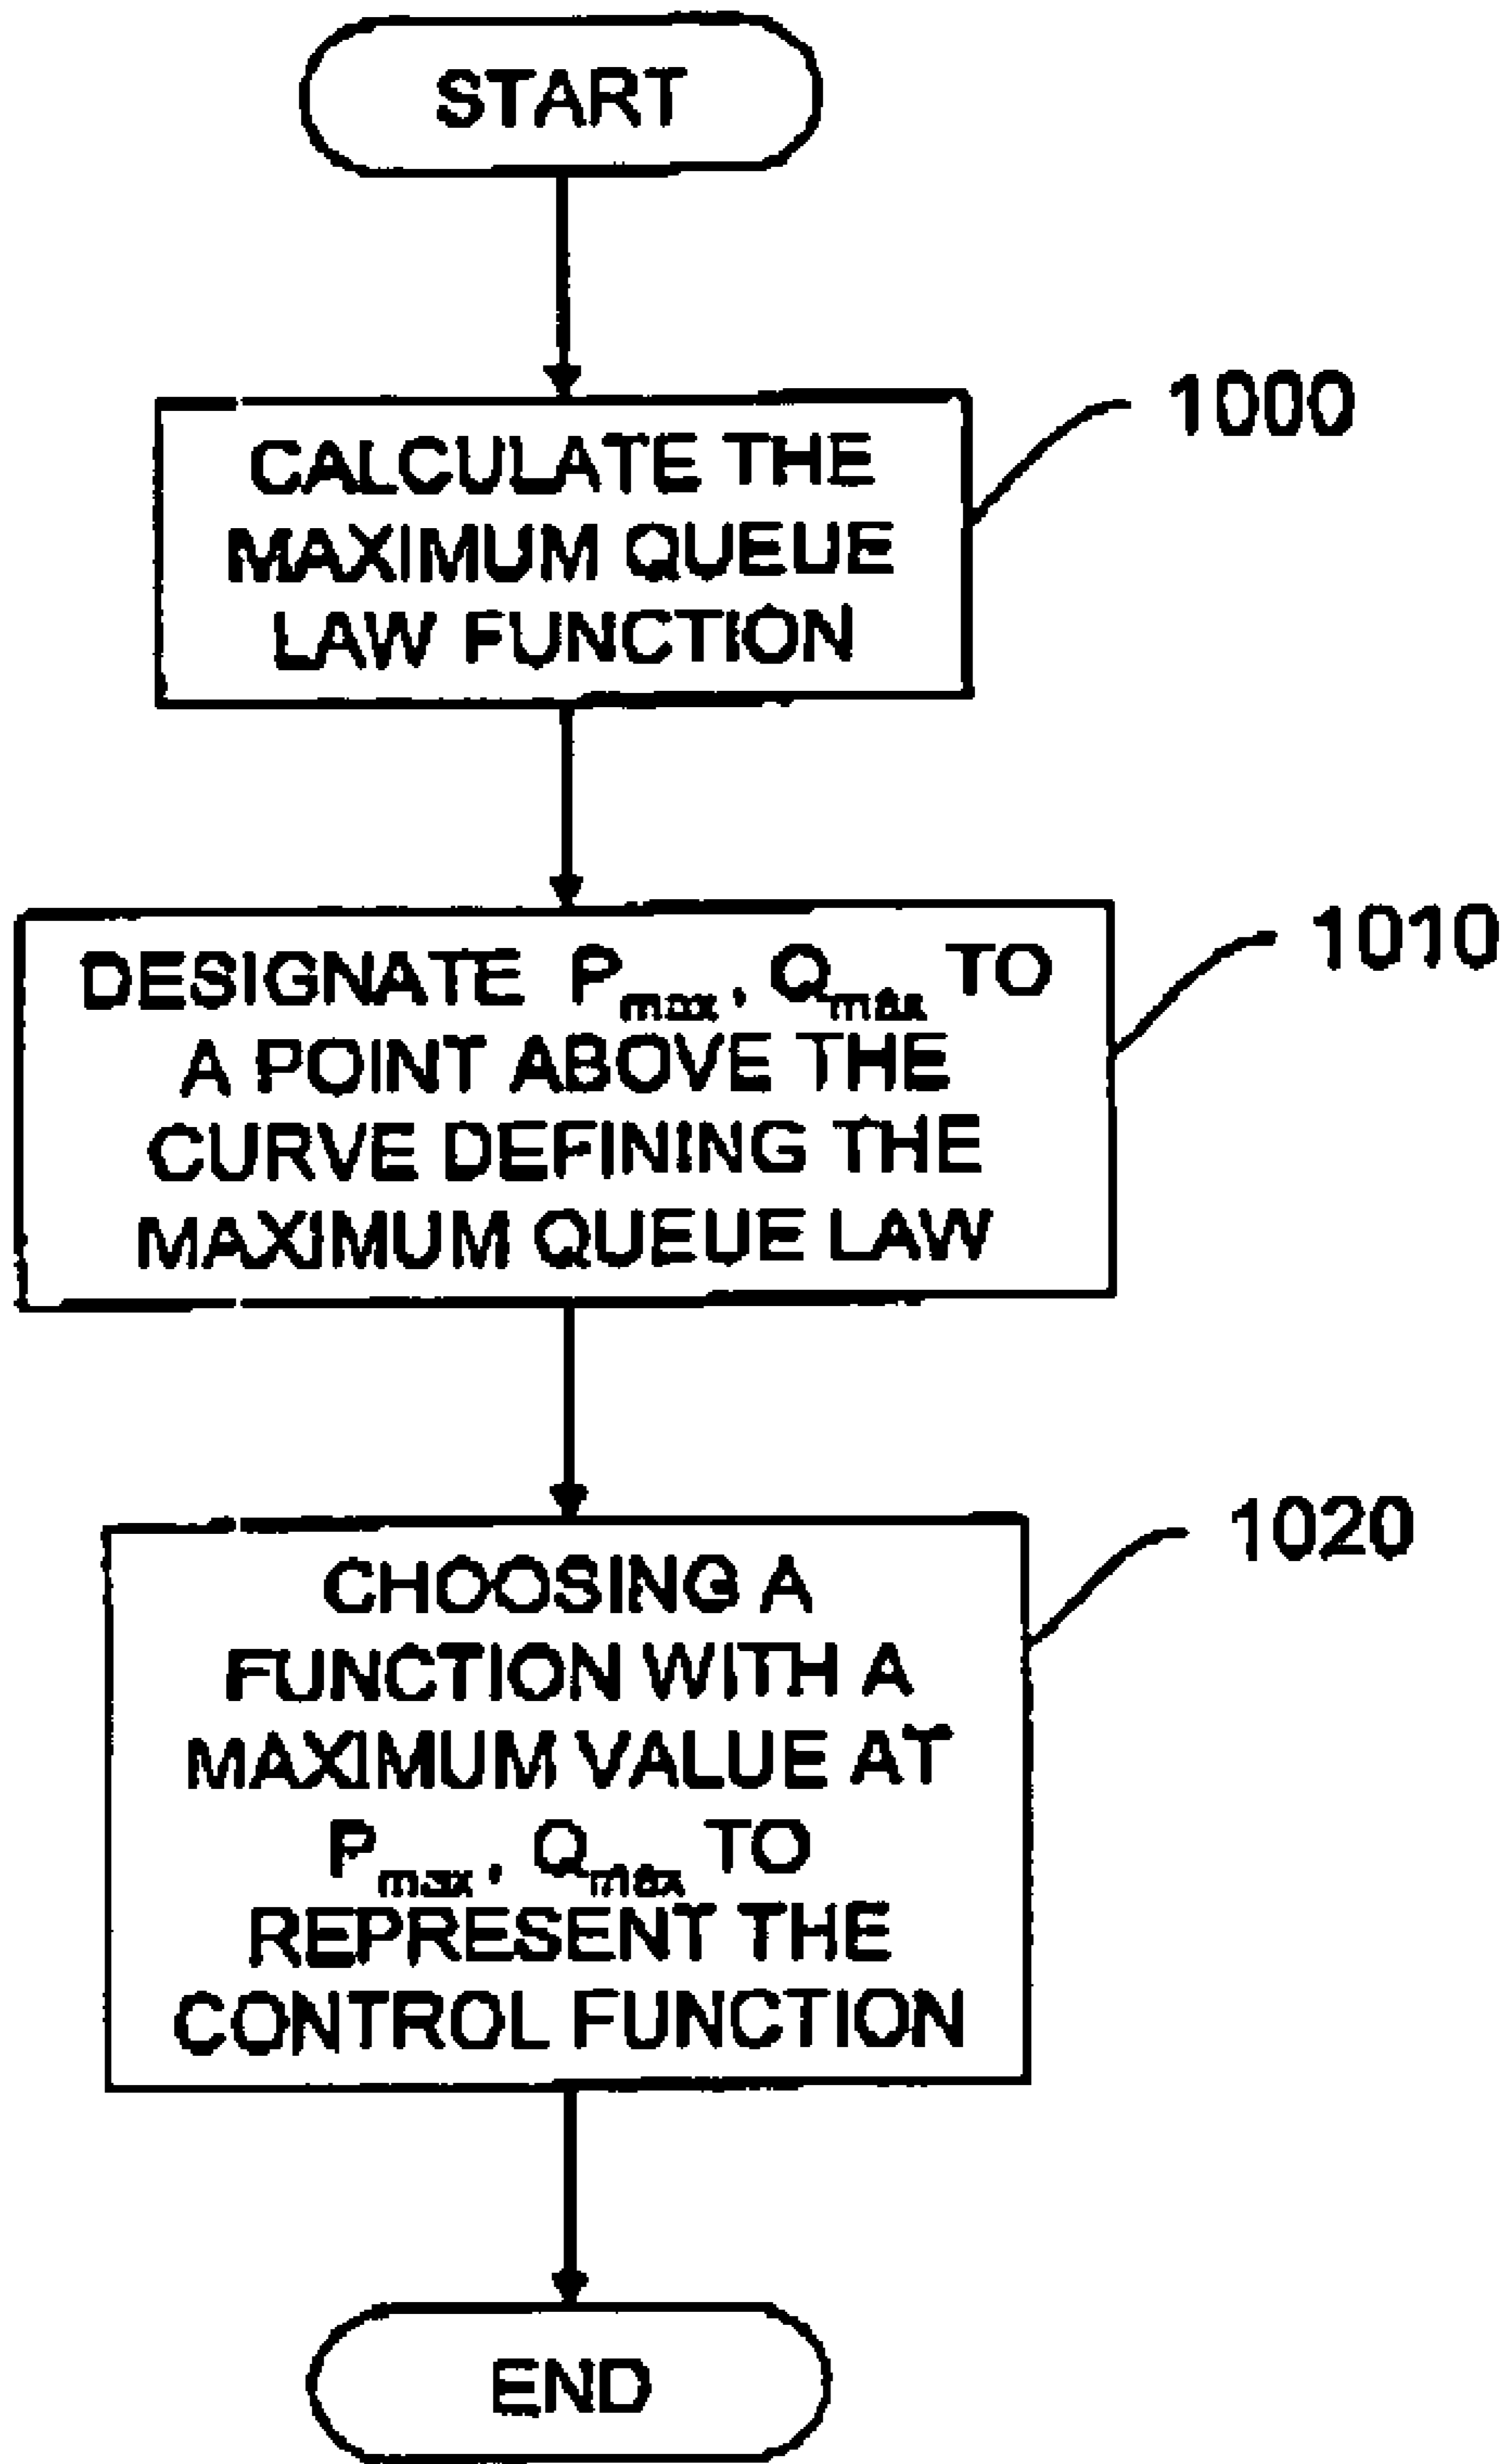 START
CALCULATE THE
MAXIMUM QUEUE
LAW FUNCTION
1000
DESIGNATE Pmax, Qmax TO
A POINT ABOVE THE
CURVE DEFINING THE
MAXIMUM QUEUE LAW
1010
CHOOSING A
FUNCTION WITH A
MAXIMUM VALUE AT
Pmax, Qmax TO
REPRESENT THE
CONTROL FUNCTION
1020
END